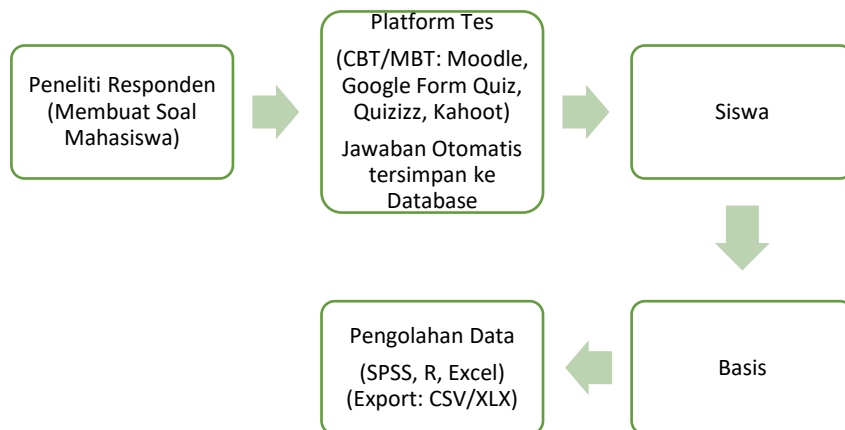 Peneliti Responden
(Membuat Soal
Mahasiswa)
Platform Tes
(CBT/MBT: Moodle,
Google Form Quiz,
Quizizz, Kahoot)
Jawaban Otomatis
tersimpan ke
Database
Siswa
Basis
Pengolahan Data
(SPSS, R, Excel)
(Export: CSV/XLX)